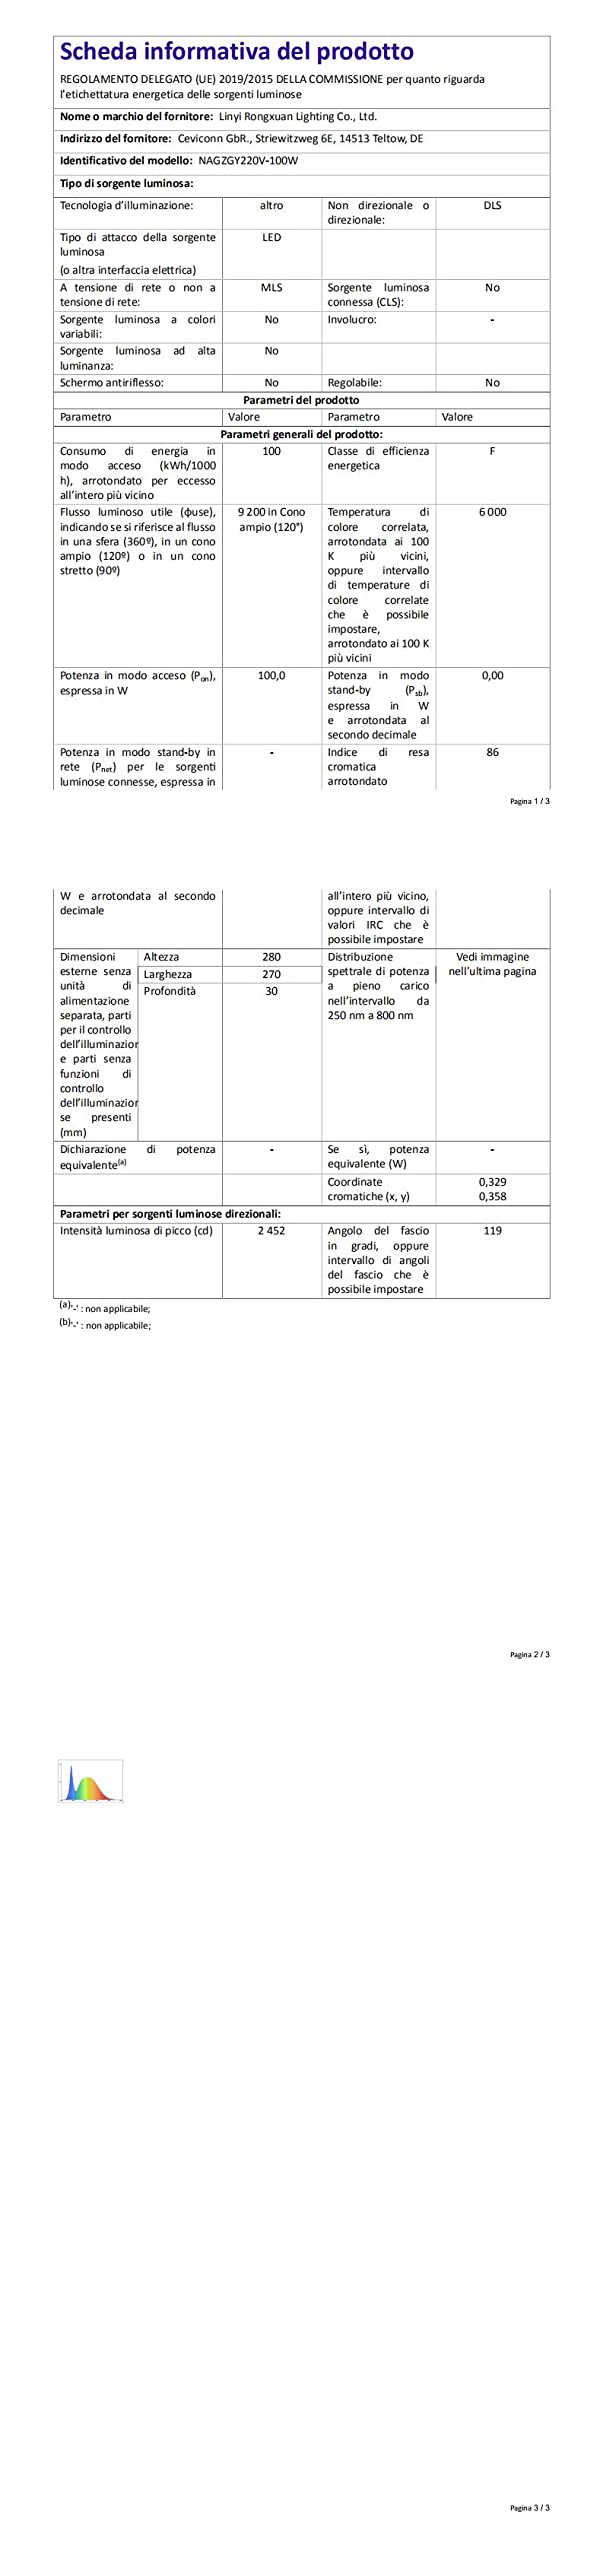 Scheda informativa del prodotto
REGOLAMENTO DELEGATO (UE) 2019/2015 DELLA COMMISSIONE per quanto riguarda
l'etichettatura energetica delle sorgenti luminose
Nome o marchio del fornitore: Linyi Rongxuan Lighting Co., Ltd.
Indirizzo del fornitore: Ceviconn GbR., Striewitzweg 6E, 14513 Teltow, DE
Identificativo del modello: NAGZGY220V-100W
Tipo di sorgente luminosa:
Tecnologia d'illuminazione:
altro
Non direzionale o
direzionale:
DLS
Tipo di attacco della sorgente
luminosa
(o altra interfaccia elettrica)
LED
A tensione di rete o non a
tensione di rete:
MLS
Sorgente luminosa
connessa (CLS):
No
Sorgente luminosa a colori
variabili:
No
Involucro:
-
Sorgente luminosa ad alta
luminanza:
No
Schermo antiriflesso:
No
Regolabile:
No
Parametri del prodotto
Parametro
Valore
Parametro
Valore
Parametri generali del prodotto:
Consumo di energia in
modo acceso (kWh/1000
h), arrotondato per eccesso
all'intero più vicino
100
Classe di efficienza
energetica
F
Flusso luminoso utile (ϕuse),
indicando se si riferisce al flusso
in una sfera (360º), in un cono
ampio (120º) o in un cono
stretto (90º)
9 200 in Cono
ampio (120°)
Temperatura di
colore correlata,
arrotondata ai 100
K più vicini,
oppure intervallo
di temperature di
colore correlate
che è possibile
impostare,
arrotondato ai 100 K
più vicini
6 000
Potenza in modo acceso (Pon),
espressa in W
100,0
Potenza in modo
stand-by (Psb),
espressa in W
e arrotondata al
secondo decimale
0,00
Potenza in modo stand-by in
rete (Pnet) per le sorgenti
luminose connesse, espressa in
-
Indice di resa
cromatica
arrotondato
86
Pagina 1 / 3
W e arrotondata al secondo
decimale
all'intero più vicino,
oppure intervallo di
valori IRC che è
possibile impostare
Dimensioni
esterne senza
unità di
alimentazione
separata, parti
per il controllo
dell'illuminazior
e parti senza
funzioni di
controllo
dell'illuminazior
se presenti
(mm)
Altezza
280
Larghezza
270
Profondità
30
Distribuzione
spettrale di potenza
a pieno carico
nell'intervallo da
250 nm a 800 nm
Vedi immagine
nell'ultima pagina
Dichiarazione di potenza
equivalente(a)
-
Se sì, potenza
equivalente (W)
-
Coordinate
cromatiche (x, y)
0,329
0,358
Parametri per sorgenti luminose direzionali:
Intensità luminosa di picco (cd)
2 452
Angolo del fascio
in gradi, oppure
intervallo di angoli
del fascio che è
possibile impostare
119
(a)'-' : non applicabile;
(b)'-' : non applicabile;
Pagina 2 / 3
Pagina 3 / 3